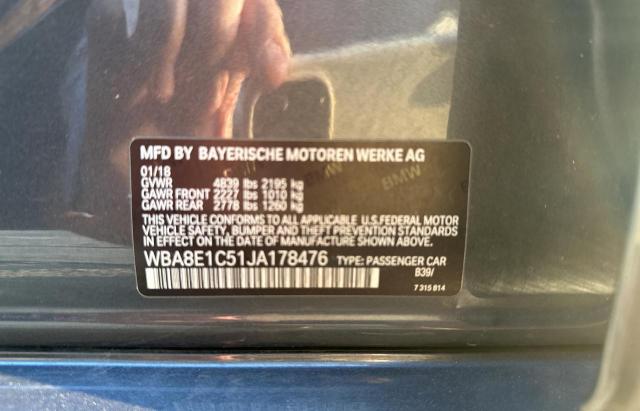 MFD BY BAYERISCHE MOTOREN WERKE AG
01/18
GVWR 4839 lbs 2195 kg
GAWR FRONT 2227 lbs 1010 kg
GAWR REAR 2778 lbs 1260 kg
BMW
THIS VEHICLE CONFORMS TO ALL APPLICABLE U.S.FEDERAL MOTOR
VEHICLE SAFETY, BUMPER AND THEFT PREVENTION STANDARDS
IN EFFECT ON THE DATE OF MANUFACTURE SHOWN ABOVE.
WBA8E1C51JA178476 TYPE: PASSENGER CAR
B39/
7 315 814